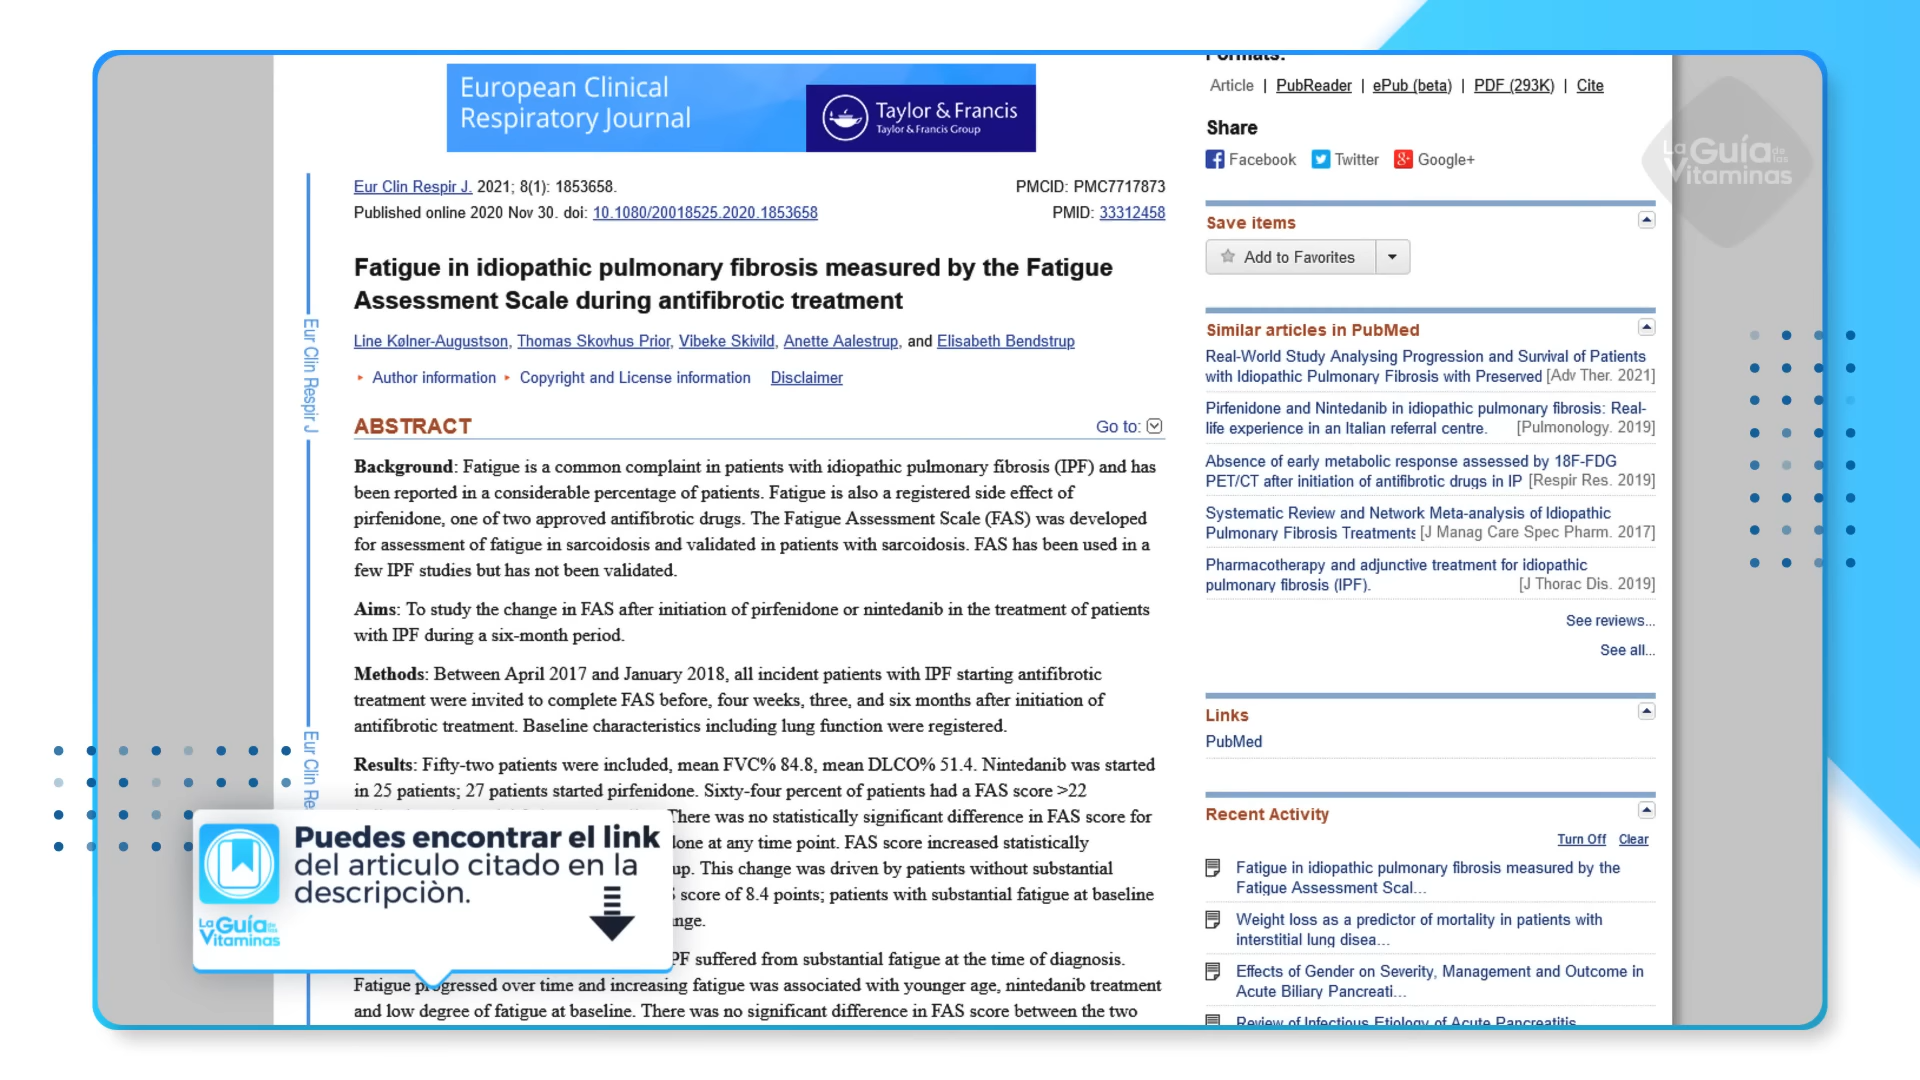 European Clinical
Respiratory Journal
Taylor & Francis
Taylor & Francis Group
Eur Clin Respir J. 2021; 8(1): 1853658.
PMCID: PMC7717873
Published online 2020 Nov 30. doi: 10.1080/20018525.2020.1853658
PMID: 33312458
Fatigue in idiopathic pulmonary fibrosis measured by the Fatigue
Assessment Scale during antifibrotic treatment
Line Kølner-Augustson, Thomas Skovhus Prior, Vibeke Skivild, Anette Aalestrup, and Elisabeth Bendstrup
Author information Copyright and License information Disclaimer
ABSTRACT
Go to:
Background: Fatigue is a common complaint in patients with idiopathic pulmonary fibrosis (IPF) and has
been reported in a considerable percentage of patients. Fatigue is also a registered side effect of
pirfenidone, one of two approved antifibrotic drugs. The Fatigue Assessment Scale (FAS) was developed
for assessment of fatigue in sarcoidosis and validated in patients with sarcoidosis. FAS has been used in a
few IPF studies but has not been validated.
Aims: To study the change in FAS after initiation of pirfenidone or nintedanib in the treatment of patients
with IPF during a six-month period.
Methods: Between April 2017 and January 2018, all incident patients with IPF starting antifibrotic
treatment were invited to complete FAS before, four weeks, three, and six months after initiation of
antifibrotic treatment. Baseline characteristics including lung function were registered.
Results: Fifty-two patients were included, mean FVC% 84.8, mean DLCO% 51.4. Nintedanib was started
in 25 patients; 27 patients started pirfenidone. Sixty-four percent of patients had a FAS score >22
There was no statistically significant difference in FAS score for
at any time point. FAS score increased statistically
This change was driven by patients without substantial
score of 8.4 points; patients with substantial fatigue at baseline
suffered from substantial fatigue at the time of diagnosis.
Fatigue progressed over time and increasing fatigue was associated with younger age, nintedanib treatment
and low degree of fatigue at baseline. There was no significant difference in FAS score between the two
Eur Clin Respir J
Eur Clin Re
Puedes encontrar el link
del articulo citado en la
descripciòn.
La Guía de las
Vitaminas
Formats:
Article | PubReader | ePub (beta) | PDF (293K) | Cite
Share
Facebook Twitter Google+
Save items
Add to Favorites
Similar articles in PubMed
Real-World Study Analysing Progression and Survival of Patients
with Idiopathic Pulmonary Fibrosis with Preserved [Adv Ther. 2021]
Pirfenidone and Nintedanib in idiopathic pulmonary fibrosis: Real-
life experience in an Italian referral centre. [Pulmonology. 2019]
Absence of early metabolic response assessed by 18F-FDG
PET/CT after initiation of antifibrotic drugs in IP [Respir Res. 2019]
Systematic Review and Network Meta-analysis of Idiopathic
Pulmonary Fibrosis Treatments [J Manag Care Spec Pharm. 2017]
Pharmacotherapy and adjunctive treatment for idiopathic
pulmonary fibrosis (IPF). [J Thorac Dis. 2019]
See reviews...
See all...
Links
PubMed
Recent Activity
Turn Off Clear
Fatigue in idiopathic pulmonary fibrosis measured by the
Fatigue Assessment Scal...
Weight loss as a predictor of mortality in patients with
interstitial lung disea...
Effects of Gender on Severity, Management and Outcome in
Acute Biliary Pancreati...
Review of Infectious Etiology of Acute Pancreatitis
La Guía de las
Vitaminas